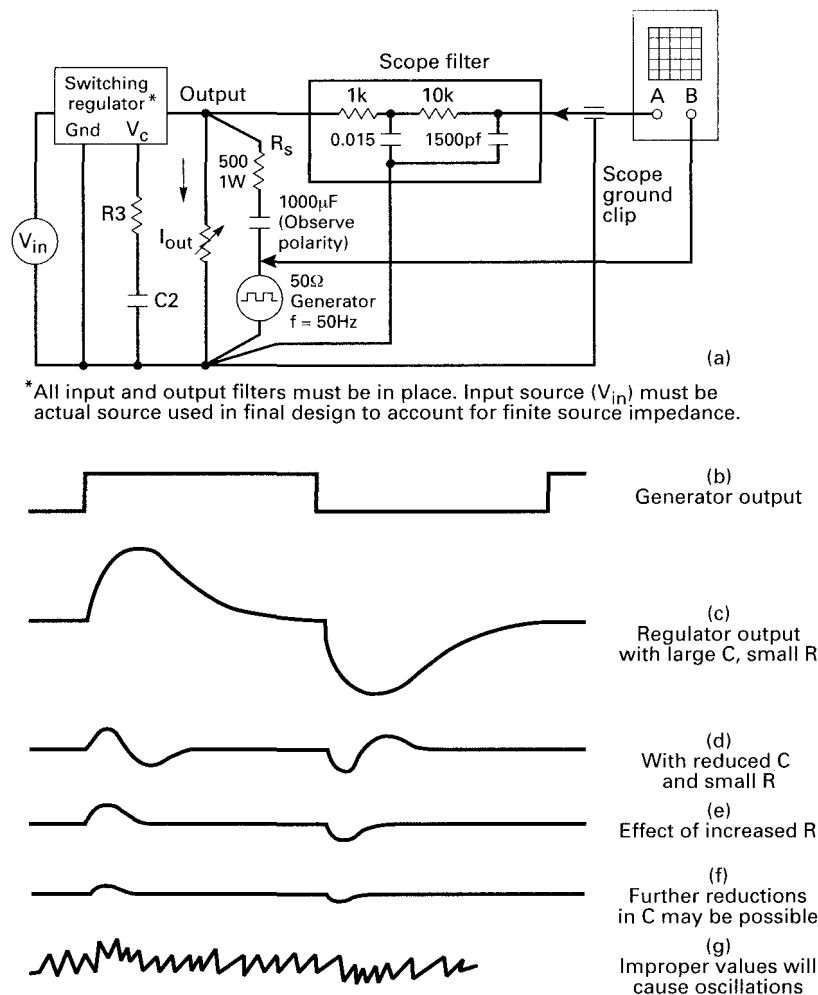 Scope filter
Switching
regulator*
Gnd Vc
Output
1k
10k
0.015
1500pf
A B
Rs
500
1W
1000µF
(Observe
polarity)
Scope
ground
clip
R3
Iout
Vin
C2
50Ω
Generator
f = 50Hz
(a)
*All input and output filters must be in place. Input source (Vin) must be
actual source used in final design to account for finite source impedance.
(b)
Generator output
(c)
Regulator output
with large C, small R
(d)
With reduced C
and small R
(e)
Effect of increased R
(f)
Further reductions
in C may be possible
(g)
Improper values will
cause oscillations